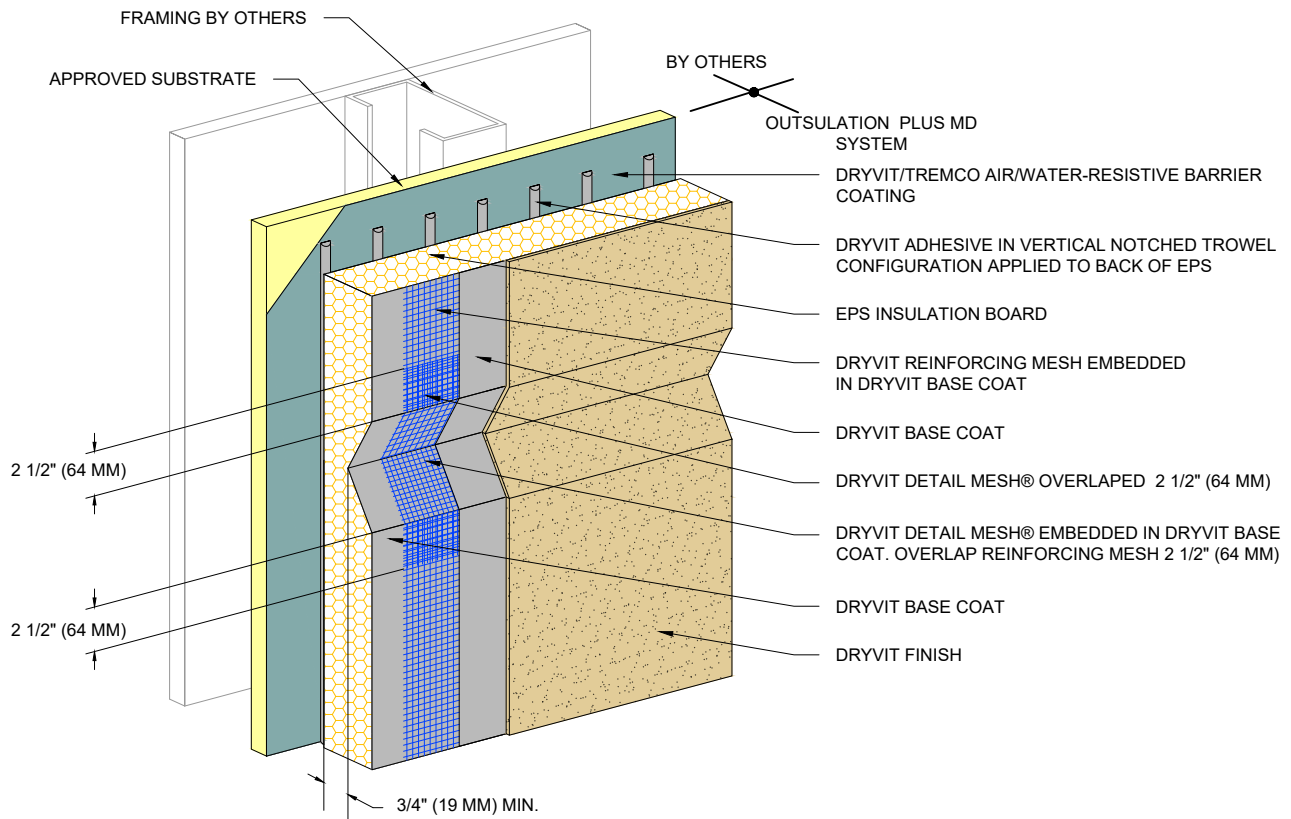 FRAMING BY OTHERS
APPROVED SUBSTRATE
BY OTHERS
OUTSULATION PLUS MD
SYSTEM
DRYVIT/TREMCO AIR/WATER-RESISTIVE BARRIER
COATING
DRYVIT ADHESIVE IN VERTICAL NOTCHED TROWEL
CONFIGURATION APPLIED TO BACK OF EPS
EPS INSULATION BOARD
DRYVIT REINFORCING MESH EMBEDDED
IN DRYVIT BASE COAT
DRYVIT BASE COAT
DRYVIT DETAIL MESH® OVERLAPED 2 1/2" (64 MM)
DRYVIT DETAIL MESH® EMBEDDED IN DRYVIT BASE
COAT. OVERLAP REINFORCING MESH 2 1/2" (64 MM)
DRYVIT BASE COAT
DRYVIT FINISH
2 1/2" (64 MM)
2 1/2" (64 MM)
3/4" (19 MM) MIN.